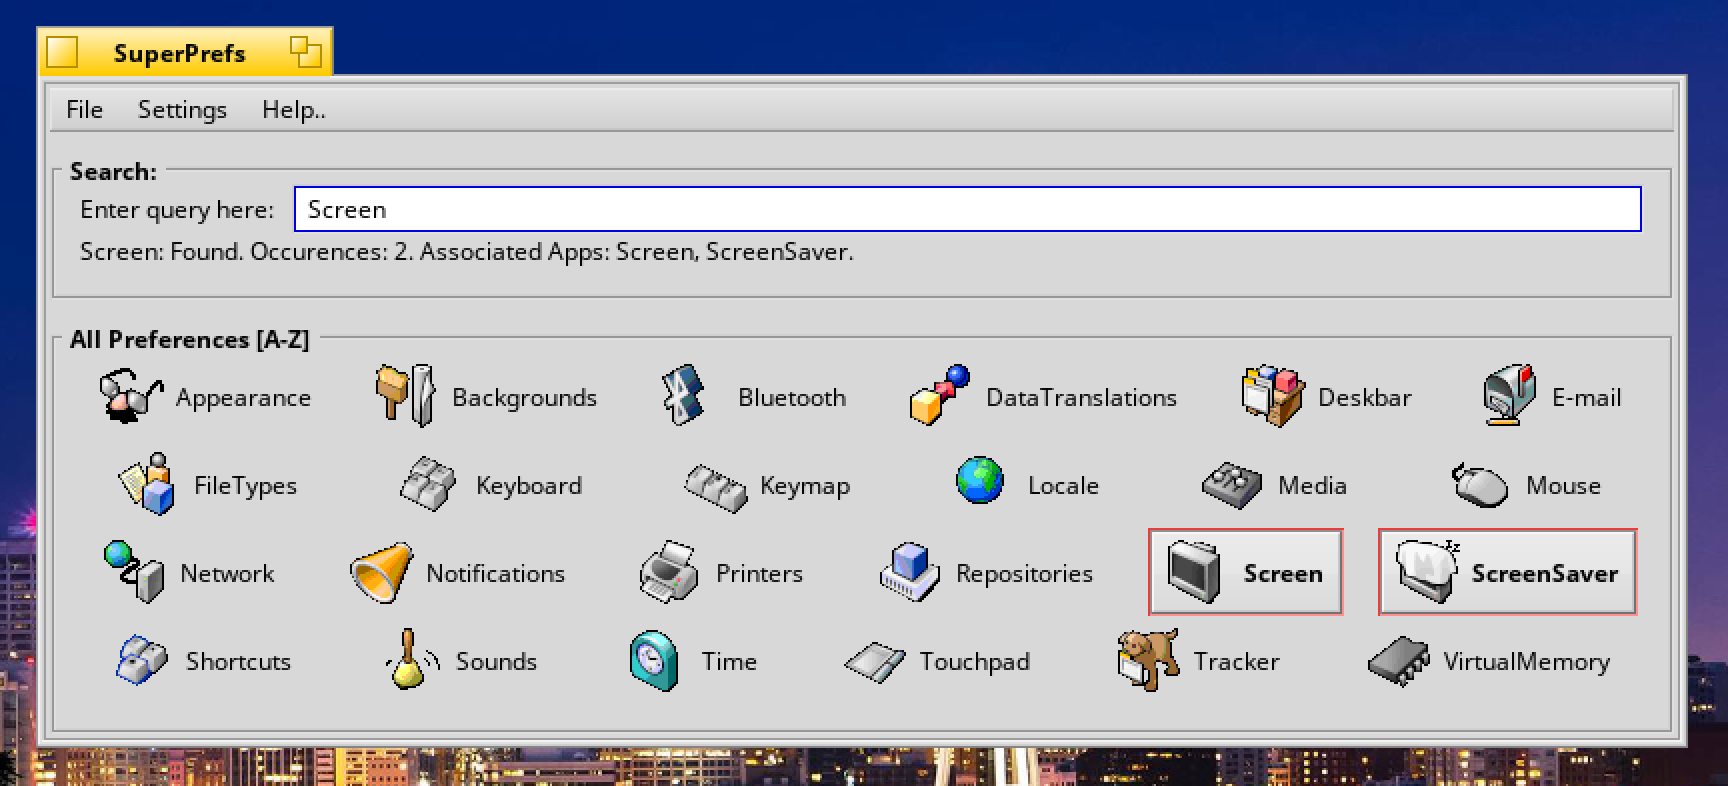 SuperPrefs
File Settings Help..
Search:
Enter query here: Screen
Screen: Found. Occurences: 2. Associated Apps: Screen, ScreenSaver.
All Preferences [A-Z]
Appearance Backgrounds Bluetooth DataTranslations Deskbar E-mail
FileTypes Keyboard Keymap Locale Media Mouse
Network Notifications Printers Repositories Screen ScreenSaver
Shortcuts Sounds Time Touchpad Tracker VirtualMemory